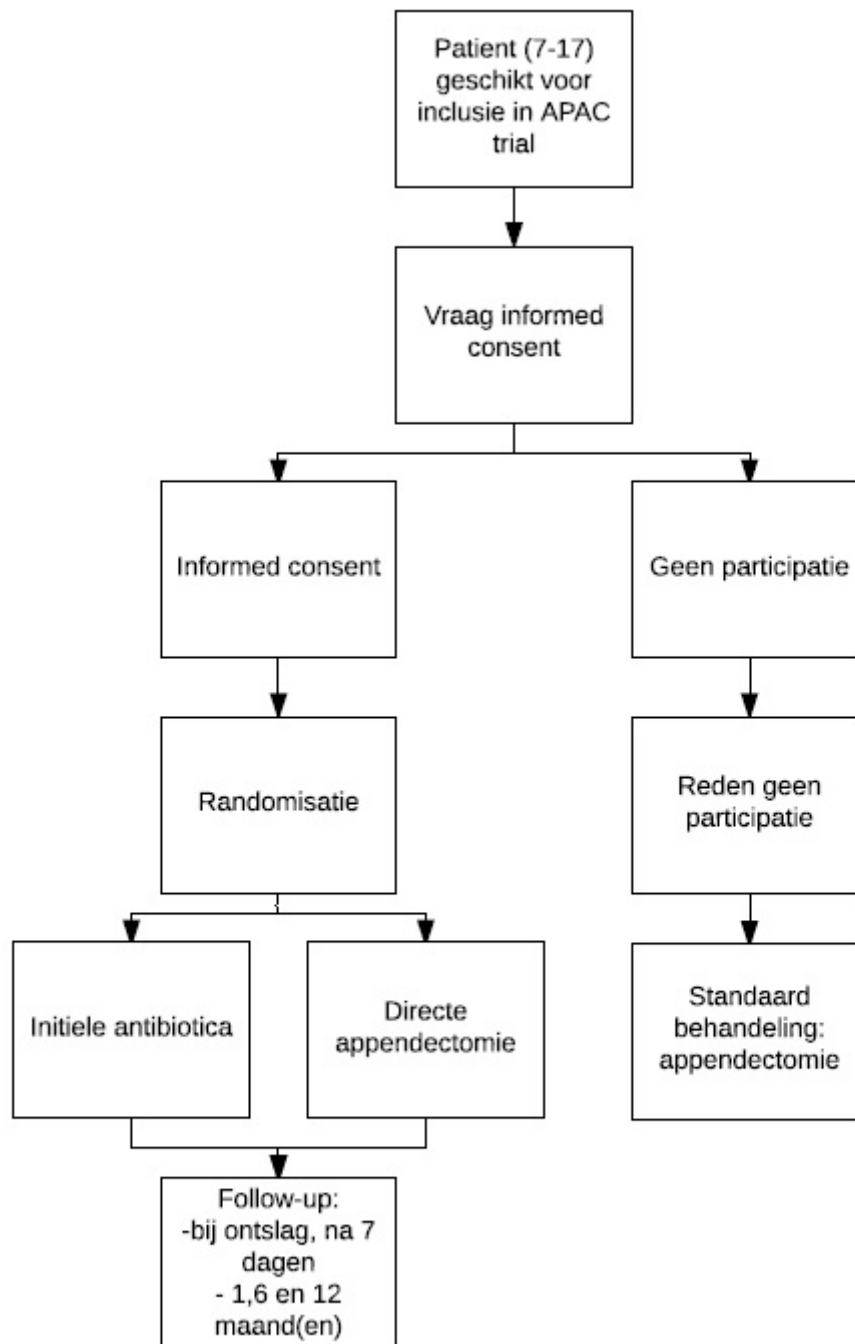 Patient (7-17)
geschikt voor
inclusie in APAC
trial
Vraag informed
consent
Informed consent
Geen participatie
Randomisatie
Reden geen
participatie
Initiele antibiotica
Directe
appendectomie
Standaard
behandeling:
appendectomie
Follow-up:
-bij ontslag, na 7
dagen
- 1,6 en 12
maand(en)